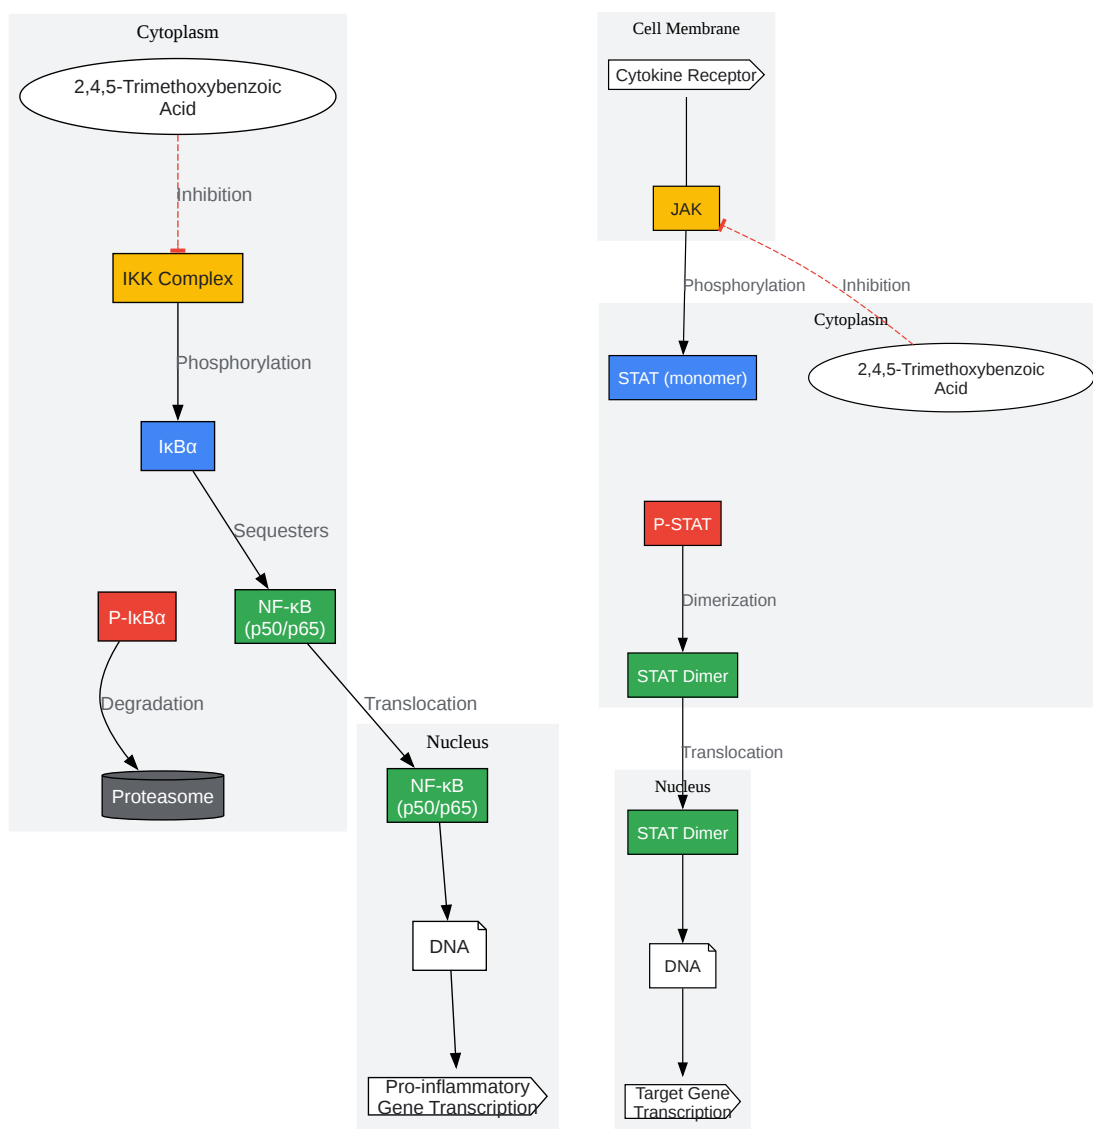 Cytoplasm
2,4,5-Trimethoxybenzoic
Acid
Inhibition
IKK Complex
Phosphorylation
IκBα
Sequesters
P-IκBα
NF-κB
(p50/p65)
Degradation
Translocation
Proteasome
Nucleus
NF-κB
(p50/p65)
DNA
Pro-inflammatory
Gene Transcription
Cell Membrane
Cytokine Receptor
JAK
Phosphorylation
Inhibition
Cytoplasm
STAT (monomer)
2,4,5-Trimethoxybenzoic
Acid
P-STAT
Dimerization
STAT Dimer
Translocation
Nucleus
STAT Dimer
DNA
Target Gene
Transcription